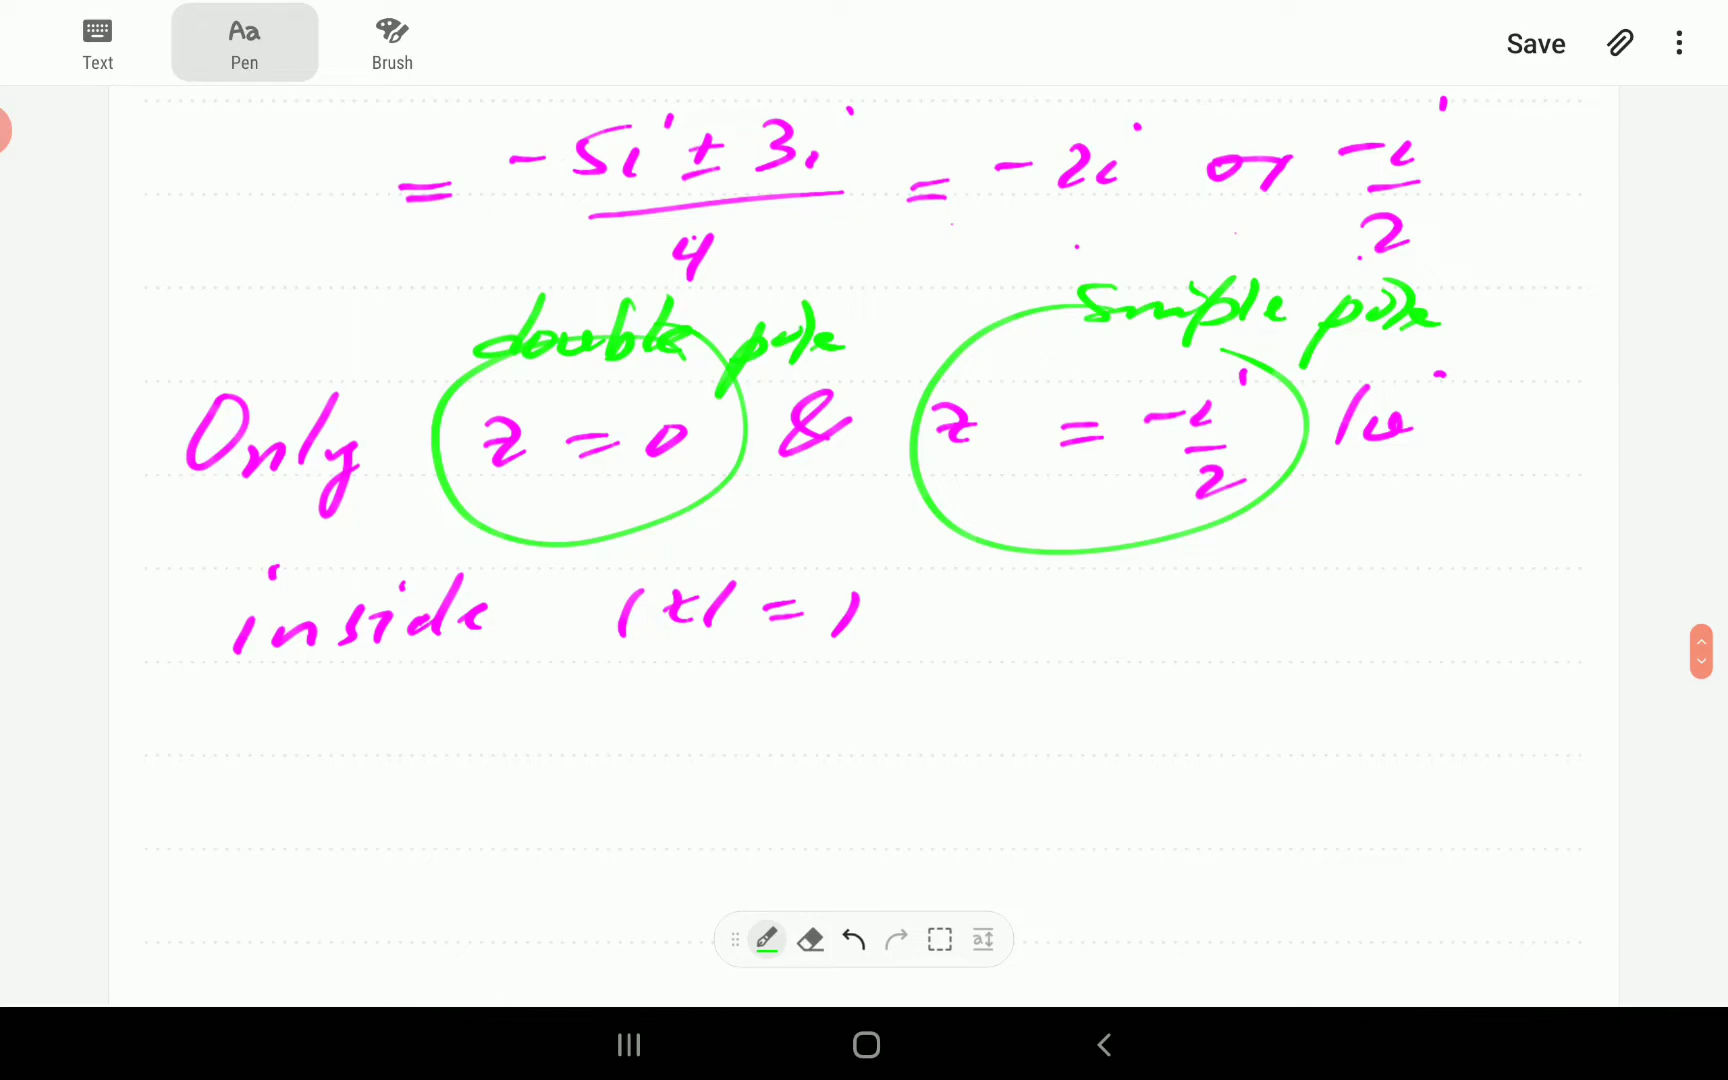 Text
Aa
Pen
Brush
Save
= -5i ± 3i / 4 = -2i or -i/2
double pole simple pole
Only z = 0 & z = -i/2 lie
inside |z| = 1